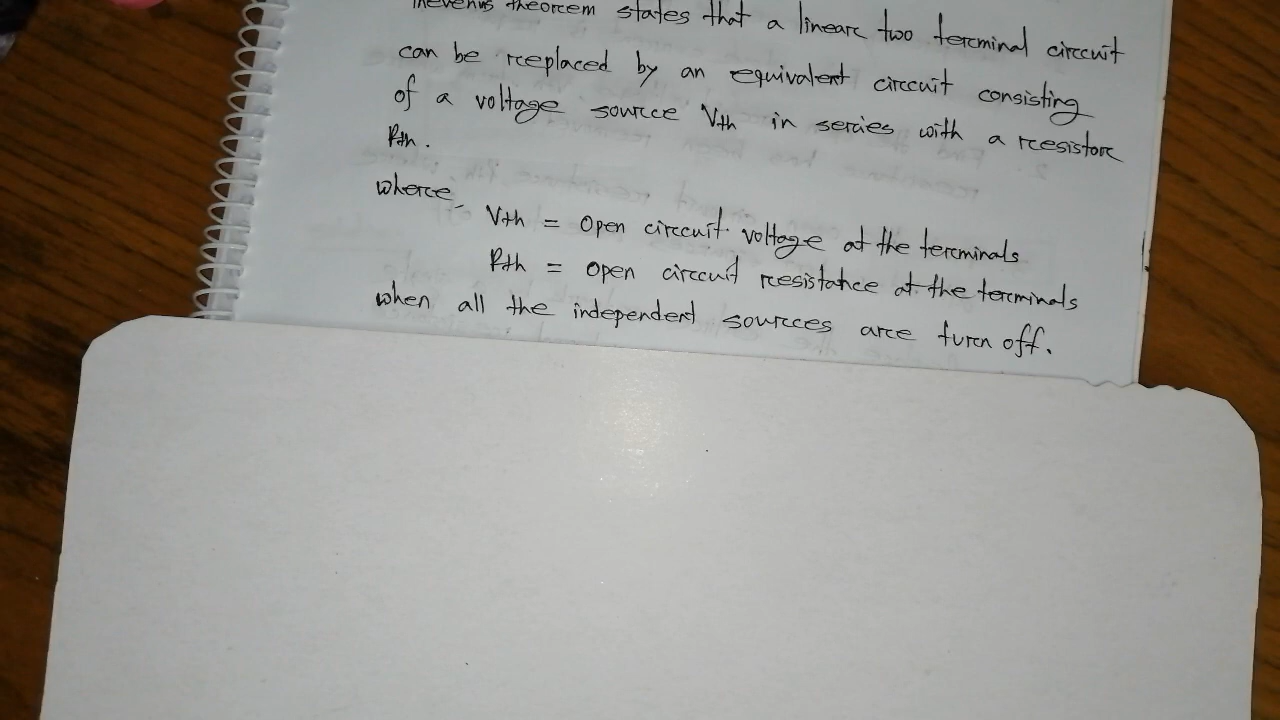 Thevenins theorem states that a linear two terminal circuit
can be replaced by an equivalent circuit consisting
of a voltage source Vth in series with a resistor
Rth.
where,
Vth = Open circuit voltage at the terminals
Rth = open circuit resistance at the terminals
when all the independent sources are turn off.